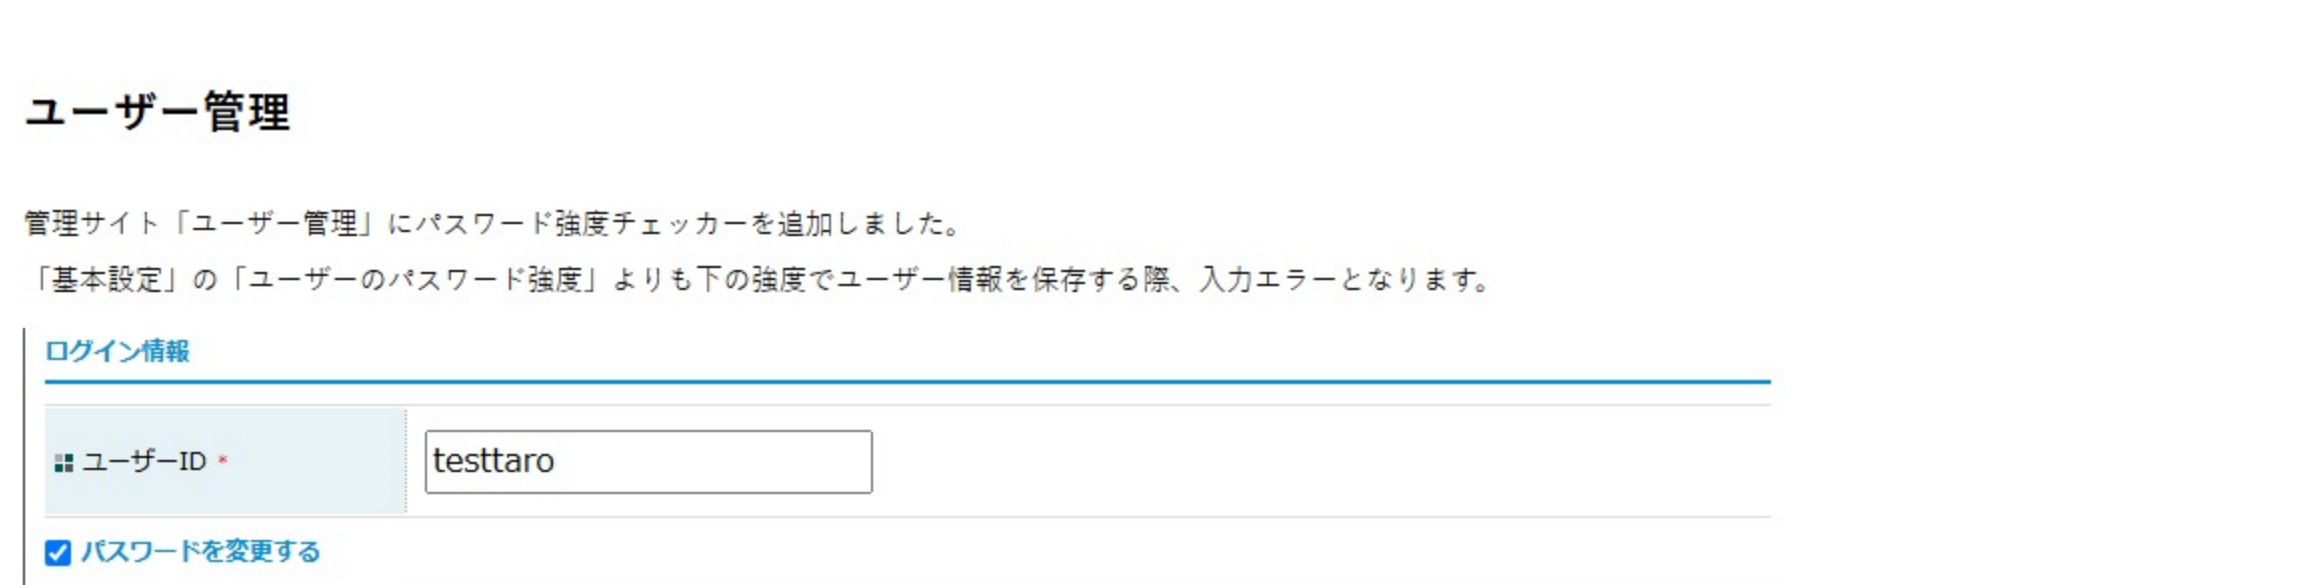 ユーザー管理
管理サイト「ユーザー管理」にパスワード強度チェッカーを追加しました。
「基本設定」の「ユーザーのパスワード強度」よりも下の強度でユーザー情報を保存する際、入力エラーとなります。
ログイン情報
ユーザーID * testtaro
パスワードを変更する